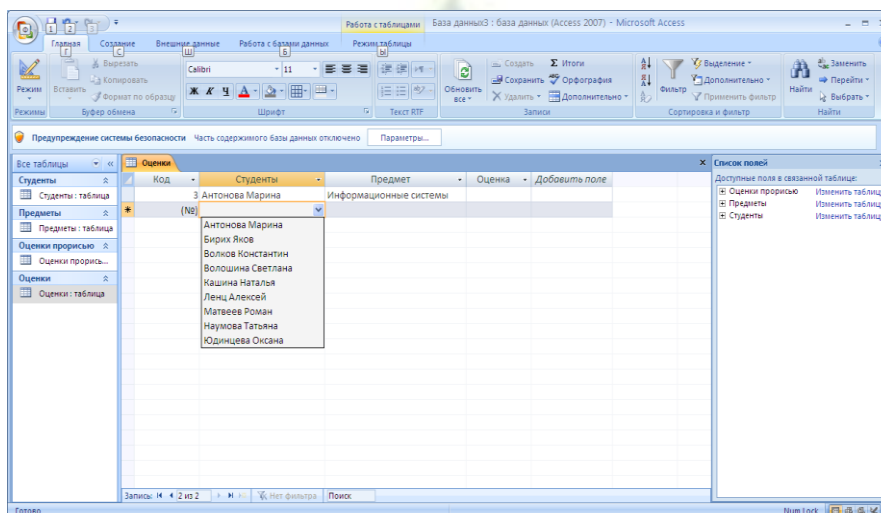 Работа с таблицами База данных3 : база данных (Access 2007) - Microsoft Access
1 2 3
Главная Создание Внешние данные Работа с базами данных Режим таблицы
Г С Ш Б Ы
Вырезать
Копировать
Формат по образцу
Режим Вставить
Calibri 11
Ж К Ч
Обновить все
Создать Σ Итоги
Сохранить Орфография
Удалить Дополнительно
Фильтр
Выделение
Дополнительно
Применить фильтр
Найти
Заменить
Перейти
Выбрать
Режимы Буфер обмена Шрифт Текст RTF Записи Сортировка и фильтр Найти
Предупреждение системы безопасности Часть содержимого базы данных отключено Параметры...
Все таблицы
Студенты
Студенты : таблица
Предметы
Предметы : таблица
Оценки прорисью
Оценки прорись...
Оценки
Оценки : таблица
Оценки
Код Студенты Предмет Оценка Добавить поле
3 Антонова Марина Информационные системы
(№)
Антонова Марина
Бирих Яков
Волков Константин
Волошина Светлана
Кашина Наталья
Ленц Алексей
Матвеев Роман
Наумова Татьяна
Юдинцева Оксана
Список полей
Доступные поля в связанной таблице:
Оценки прорисью Изменить таблиц
Предметы Изменить таблиц
Студенты Изменить таблиц
Запись: 2 из 2 Нет фильтра Поиск
Готово Num Lock